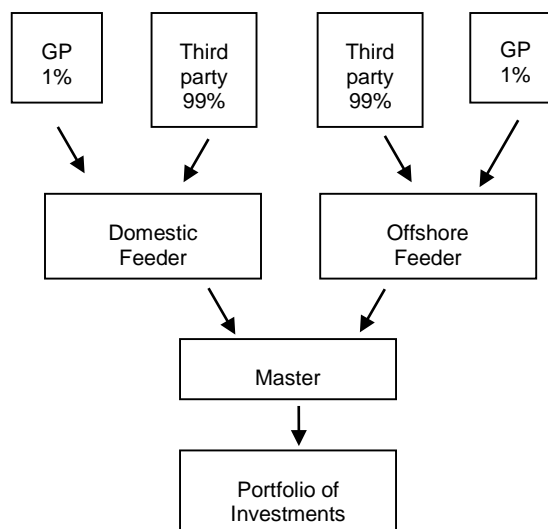 GP
1%
Third
party
99%
Third
party
99%
GP
1%
Domestic
Feeder
Offshore
Feeder
Master
Portfolio of
Investments